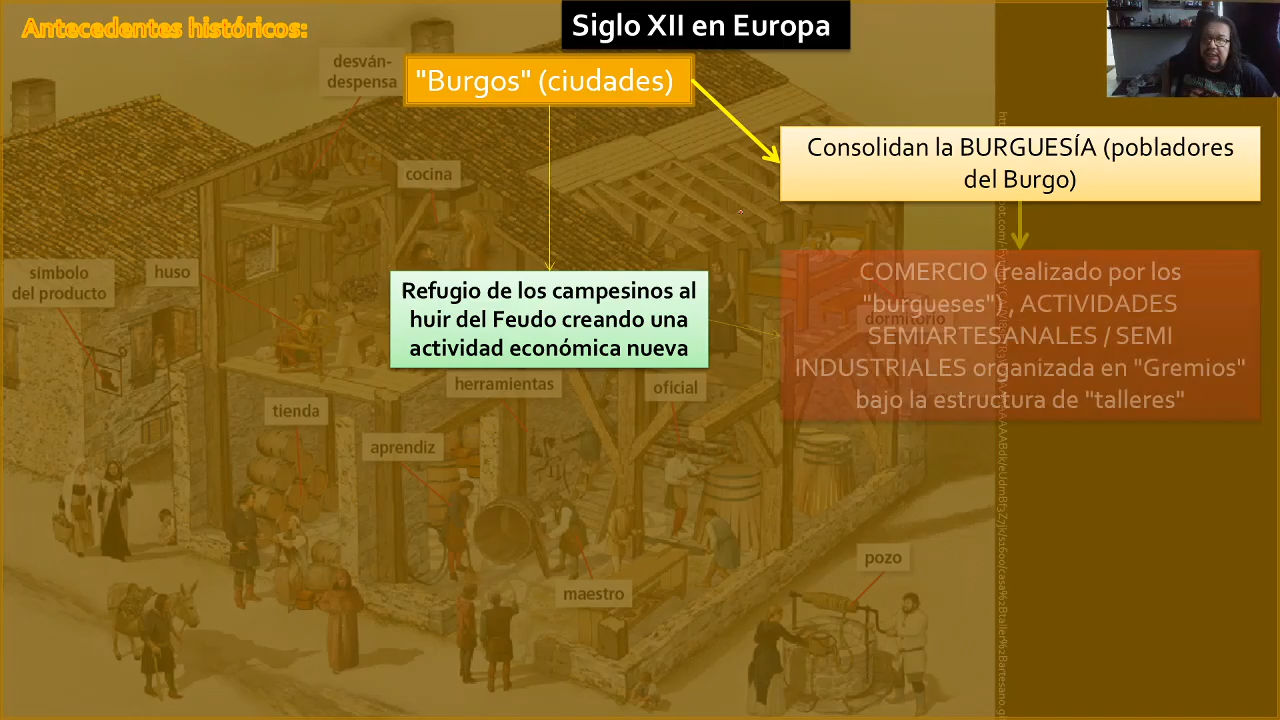 Antecedentes históricos:
Siglo XII en Europa
desván-
despensa
"Burgos" (ciudades)
Consolidan la BURGUESÍA (pobladores
del Burgo)
cocina
símbolo
del producto
huso
Refugio de los campesinos al
huir del Feudo creando una
actividad económica nueva
COMERCIO (realizado por los
"burgueses") , ACTIVIDADES
SEMIARTESANALES / SEMI
INDUSTRIALES organizada en "Gremios"
bajo la estructura de "talleres"
dormitorio
herramientas
oficial
tienda
aprendiz
maestro
pozo